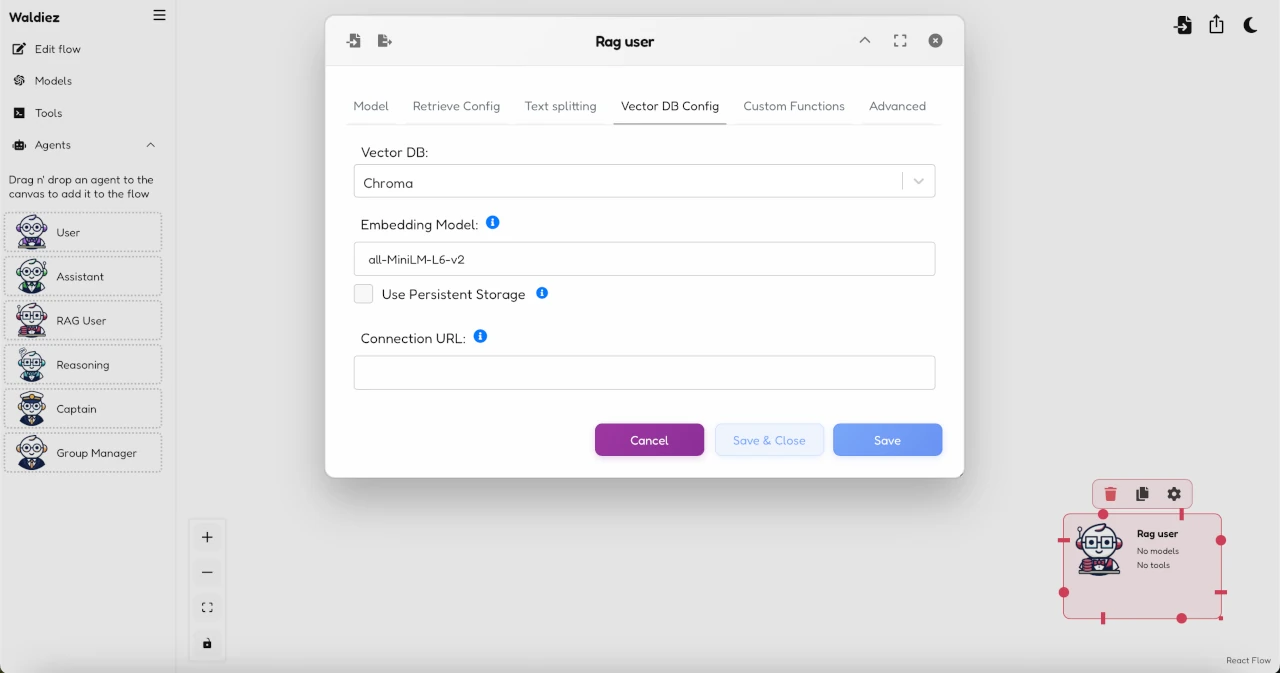 Waldiez
Edit flow
Models
Tools
Agents
Drag n' drop an agent to the
canvas to add it to the flow
User
Assistant
RAG User
Reasoning
Captain
Group Manager
Rag user
Model
Retrieve Config
Text splitting
Vector DB Config
Custom Functions
Advanced
Vector DB:
Chroma
Embedding Model:
all-MiniLM-L6-v2
Use Persistent Storage
Connection URL:
Cancel
Save & Close
Save
Rag user
No models
No tools
React Flow